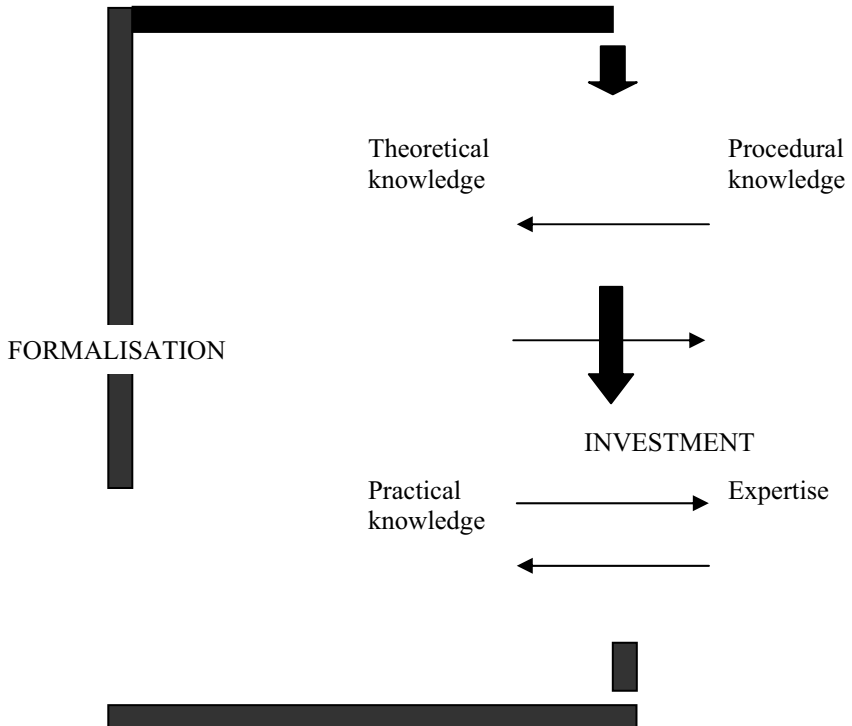 Theoretical
knowledge
Procedural
knowledge
FORMALISATION
INVESTMENT
Practical
knowledge
Expertise